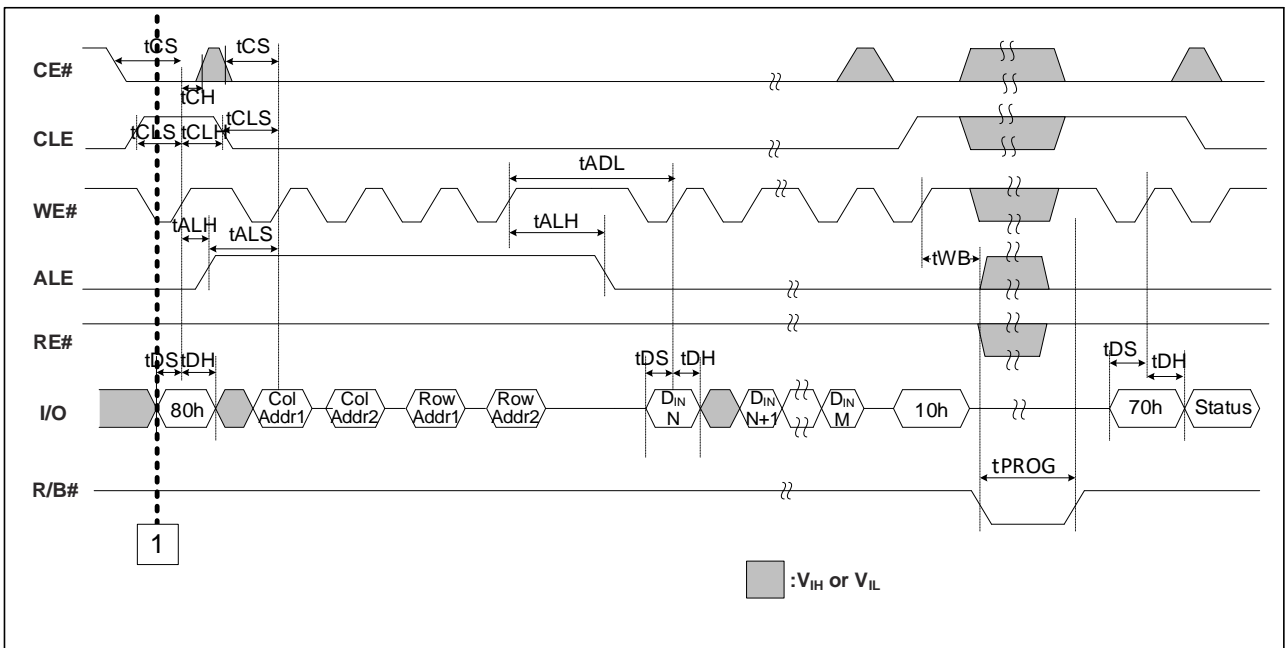 tCS
tCS
CE#
tCH
CLE
tCLS
tCLH
tCLS
tADL
WE#
tALH
tALS
tALH
ALE
tWB
RE#
tDS
tDH
tDS
tDH
tDS
tDH
I/O
80h
Col Addr1
Col Addr2
Row Addr1
Row Addr2
DIN N
DIN N+1
DIN M
10h
70h
Status
tPROG
R/B#
1
:VIH or VIL